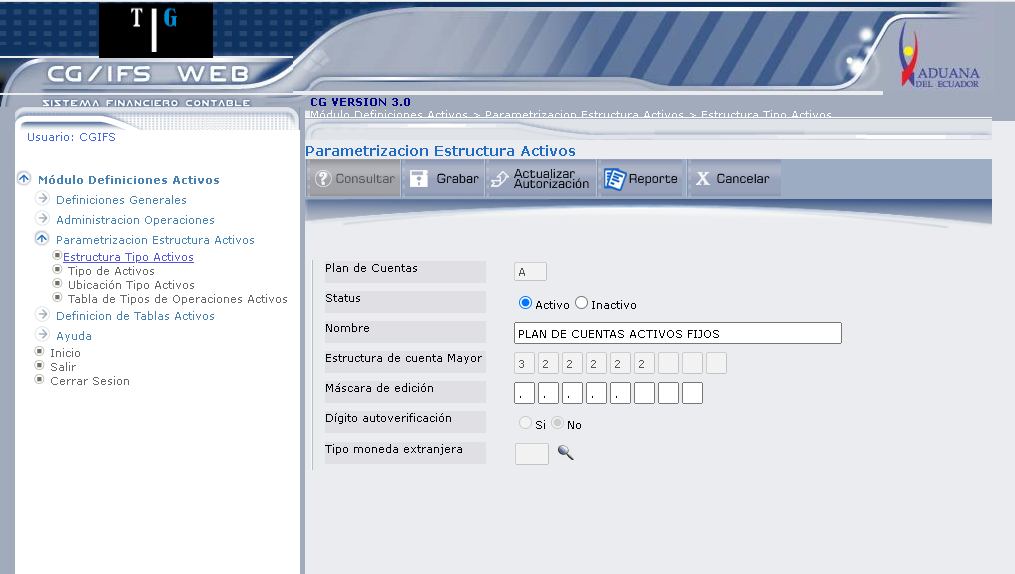 T|G
CG/IFS WEB
SISTEMA FINANCIERO CONTABLE
ADUANA
DEL ECUADOR
CG VERSION 3.0
Módulo Definiciones Activos > Parametrizacion Estructura Activos > Estructura Tipo Activos
Usuario: CGIFS
Módulo Definiciones Activos
Definiciones Generales
Administracion Operaciones
Parametrizacion Estructura Activos
Estructura Tipo Activos
Tipo de Activos
Ubicación Tipo Activos
Tabla de Tipos de Operaciones Activos
Definicion de Tablas Activos
Ayuda
Inicio
Salir
Cerrar Sesion
Parametrizacion Estructura Activos
Consultar Grabar Actualizar Autorización Reporte X Cancelar
Plan de Cuentas A
Status Activo Inactivo
Nombre PLAN DE CUENTAS ACTIVOS FIJOS
Estructura de cuenta Mayor 3 2 2 2 2 2
Máscara de edición . . . . .
Dígito autoverificación Si No
Tipo moneda extranjera